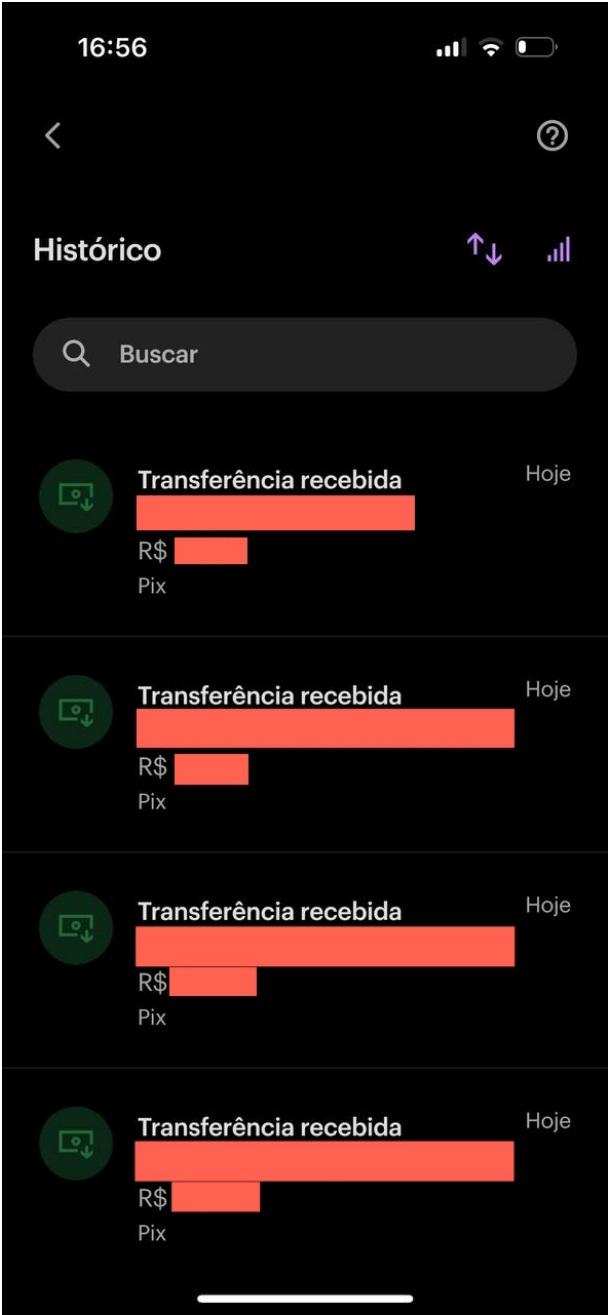 16:56
Histórico
Buscar
Transferência recebida Hoje
R$
Pix
Transferência recebida Hoje
R$
Pix
Transferência recebida Hoje
R$
Pix
Transferência recebida Hoje
R$
Pix